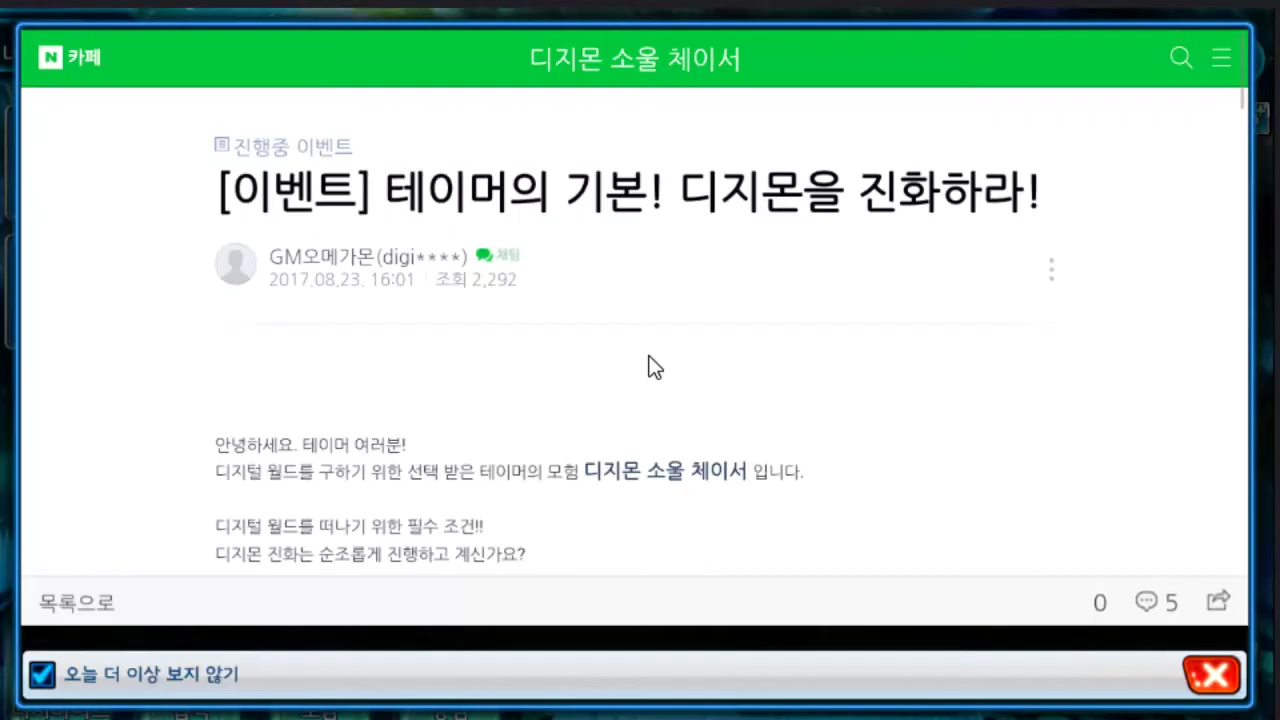 N 카페
디지몬 소울 체이서
진행중 이벤트
[이벤트] 테이머의 기본! 디지몬을 진화하라!
GM오메가몬(digi****) 채팅
2017.08.23. 16:01 조회 2,292
안녕하세요. 테이머 여러분!
디지털 월드를 구하기 위한 선택 받은 테이머의 모험 디지몬 소울 체이서 입니다.
디지털 월드를 떠나기 위한 필수 조건!!
디지몬 진화는 순조롭게 진행하고 계신가요?
목록으로 0 5
오늘 더 이상 보지 않기